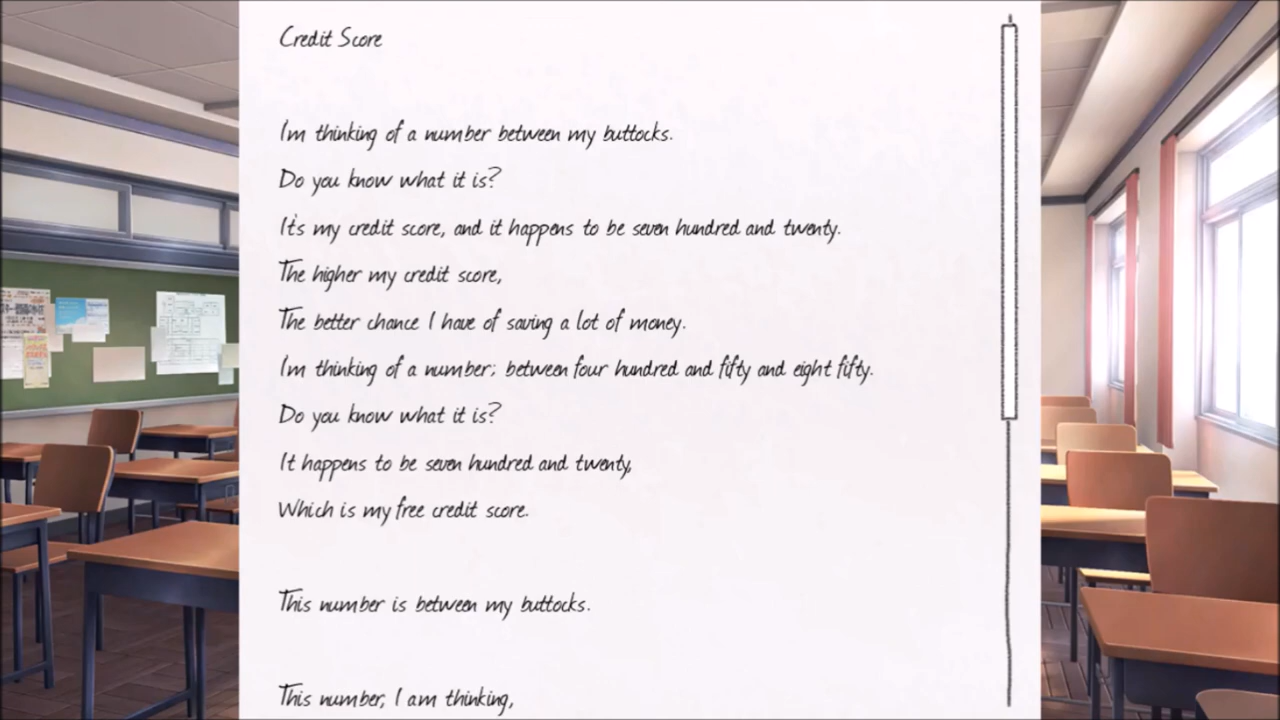 Credit Score
I'm thinking of a number between my buttocks.
Do you know what it is?
It's my credit score, and it happens to be seven hundred and twenty.
The higher my credit score,
The better chance I have of saving a lot of money.
I'm thinking of a number; between four hundred and fifty and eight fifty.
Do you know what it is?
It happens to be seven hundred and twenty,
Which is my free credit score.
This number is between my buttocks.
This number, I am thinking,